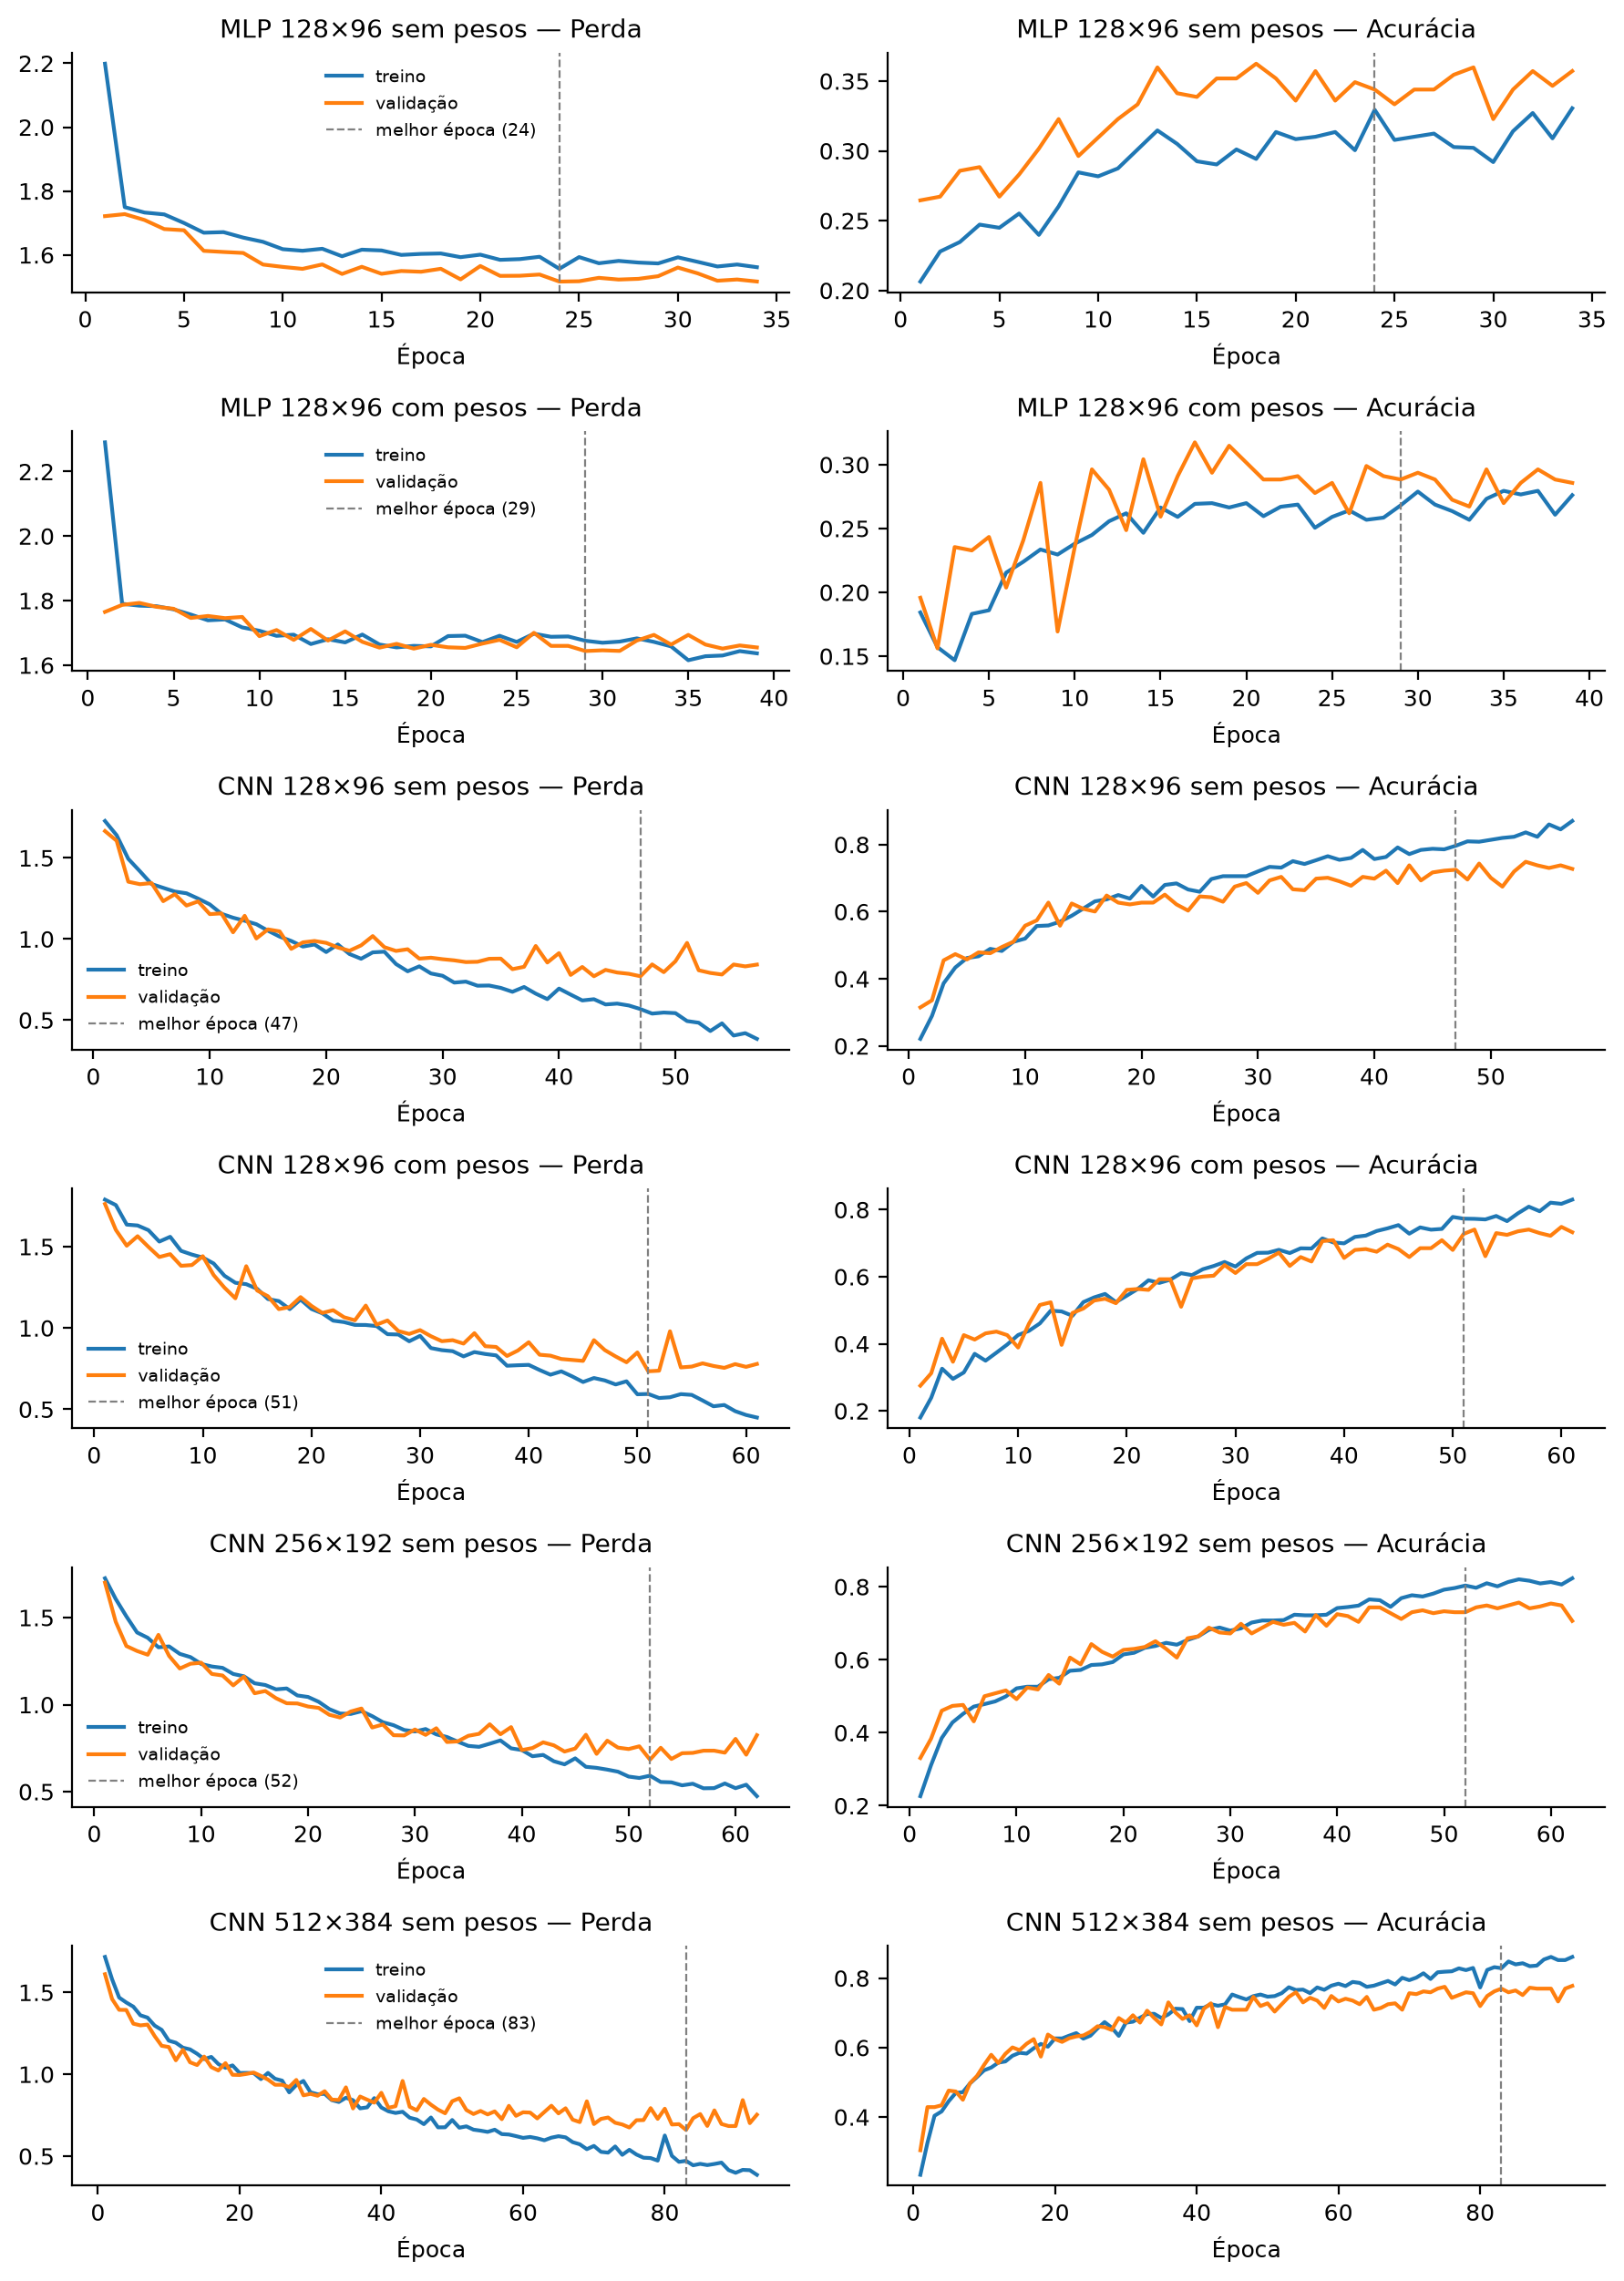 MLP 128×96 sem pesos — Perda
2.2
2.0
1.8
1.6
treino
validação
melhor época (24)
0 5 10 15 20 25 30 35
Época
MLP 128×96 sem pesos — Acurácia
0.35
0.30
0.25
0.20
0 5 10 15 20 25 30 35
Época
MLP 128×96 com pesos — Perda
2.2
2.0
1.8
1.6
treino
validação
melhor época (29)
0 5 10 15 20 25 30 35 40
Época
MLP 128×96 com pesos — Acurácia
0.30
0.25
0.20
0.15
0 5 10 15 20 25 30 35 40
Época
CNN 128×96 sem pesos — Perda
1.5
1.0
0.5
treino
validação
melhor época (47)
0 10 20 30 40 50
Época
CNN 128×96 sem pesos — Acurácia
0.8
0.6
0.4
0.2
0 10 20 30 40 50
Época
CNN 128×96 com pesos — Perda
1.5
1.0
0.5
treino
validação
melhor época (51)
0 10 20 30 40 50 60
Época
CNN 128×96 com pesos — Acurácia
0.8
0.6
0.4
0.2
0 10 20 30 40 50 60
Época
CNN 256×192 sem pesos — Perda
1.5
1.0
0.5
treino
validação
melhor época (52)
0 10 20 30 40 50 60
Época
CNN 256×192 sem pesos — Acurácia
0.8
0.6
0.4
0.2
0 10 20 30 40 50 60
Época
CNN 512×384 sem pesos — Perda
1.5
1.0
0.5
treino
validação
melhor época (83)
0 20 40 60 80
Época
CNN 512×384 sem pesos — Acurácia
0.8
0.6
0.4
0 20 40 60 80
Época